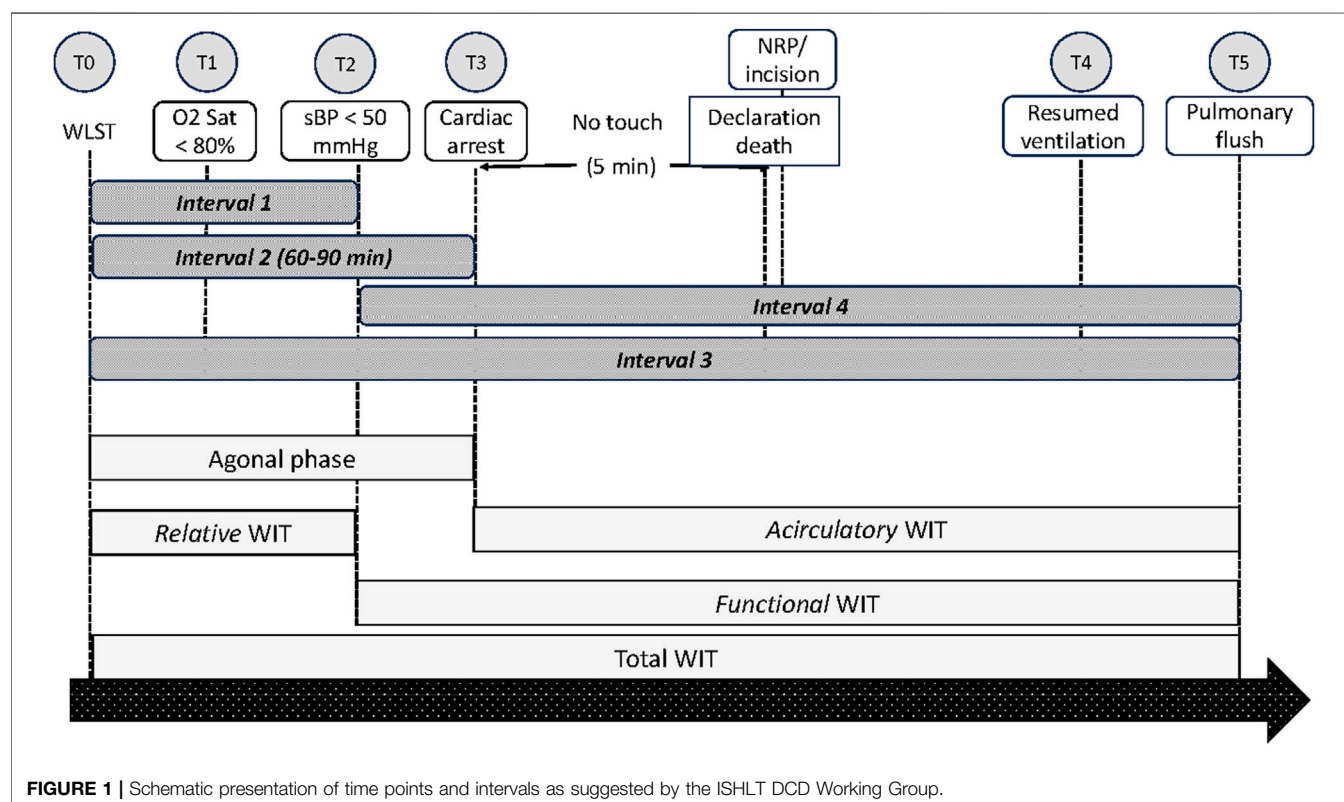 T0
T1
T2
T3
NRP/
incision
T4
T5
WLST
O2 Sat
< 80%
sBP < 50
mmHg
Cardiac
arrest
No touch
(5 min)
Declaration
death
Resumed
ventilation
Pulmonary
flush
Interval 1
Interval 2 (60-90 min)
Interval 4
Interval 3
Agonal phase
Relative WIT
Acirculatory WIT
Functional WIT
Total WIT
FIGURE 1 | Schematic presentation of time points and intervals as suggested by the ISHLT DCD Working Group.